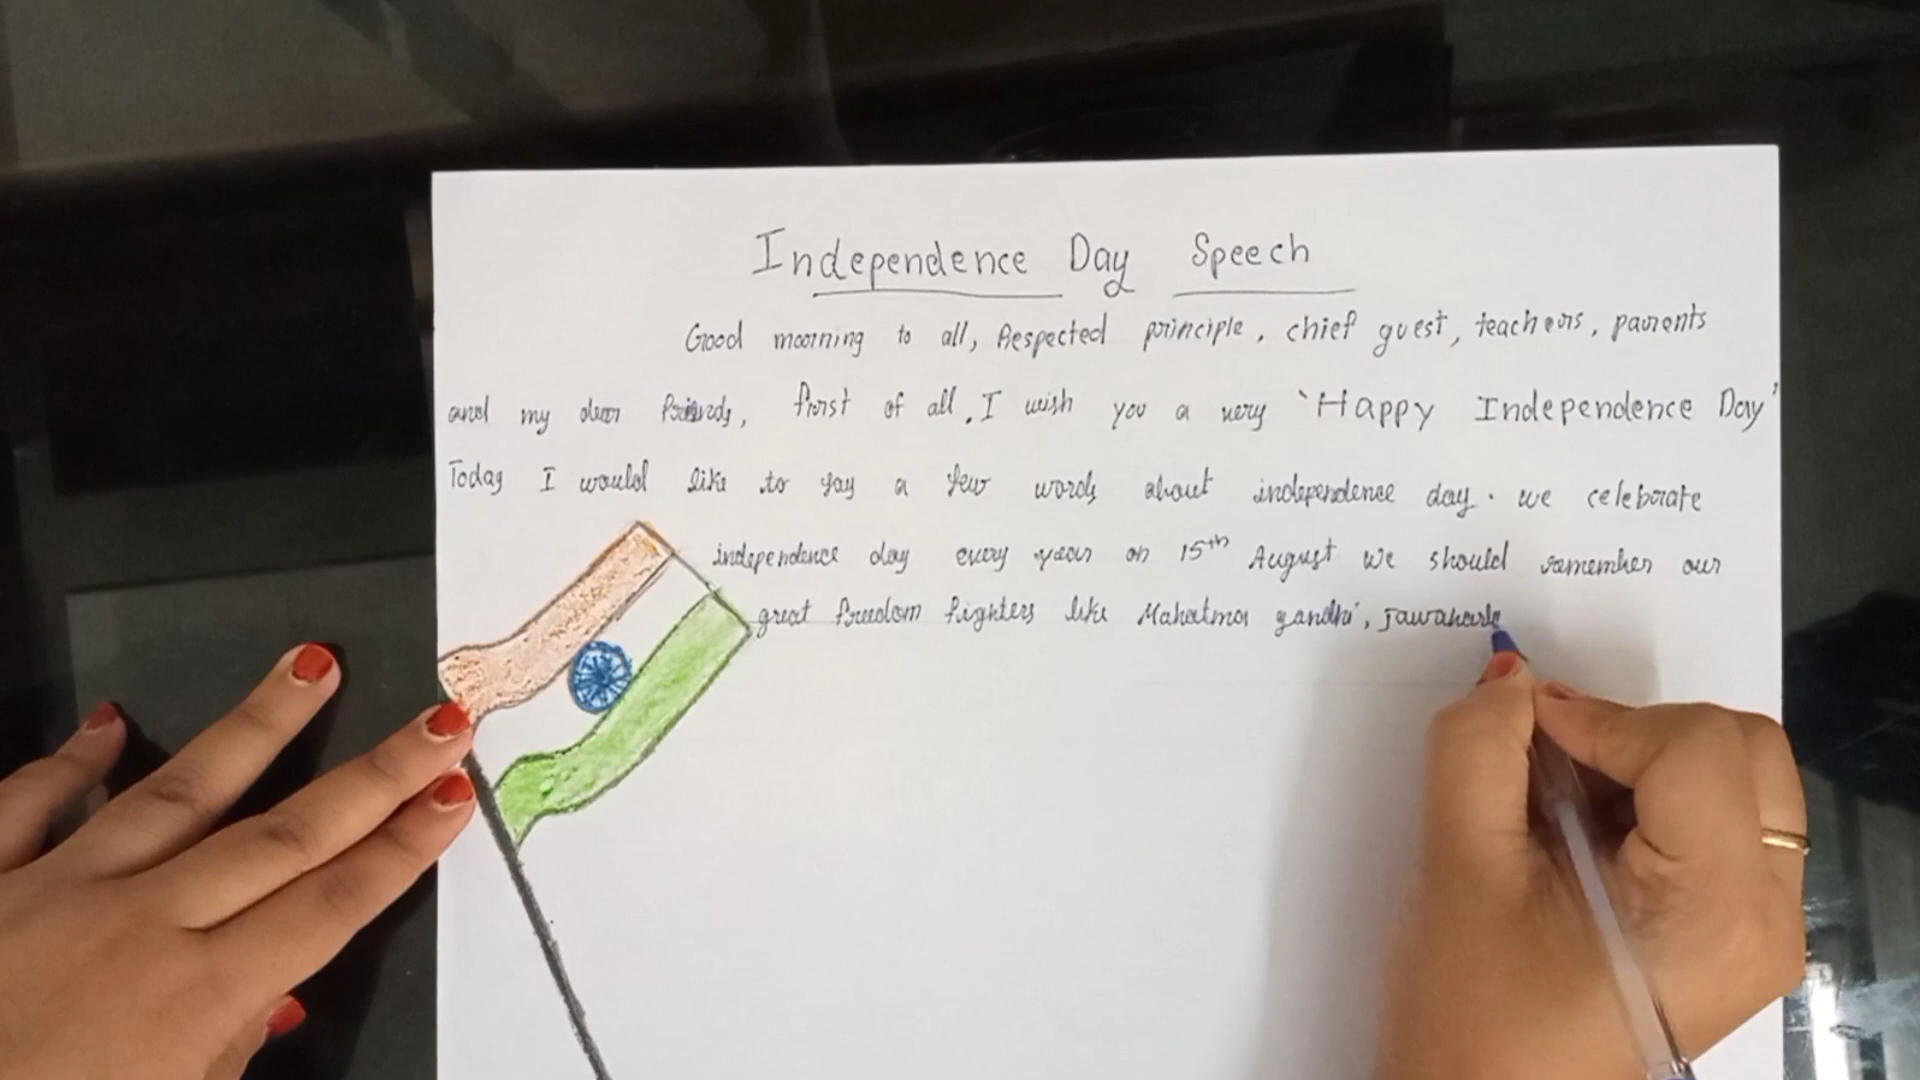 Independence Day Speech
Good morning to all, Respected principle, chief guest, teachers, parents
and my dear friends, first of all, I wish you a very 'Happy Independence Day'
Today I would like to say a few words about independence day. we celebrate
independence day every year on 15th August we should remember our
great freedom fighters like Mahatma gandhi, Jawaharla